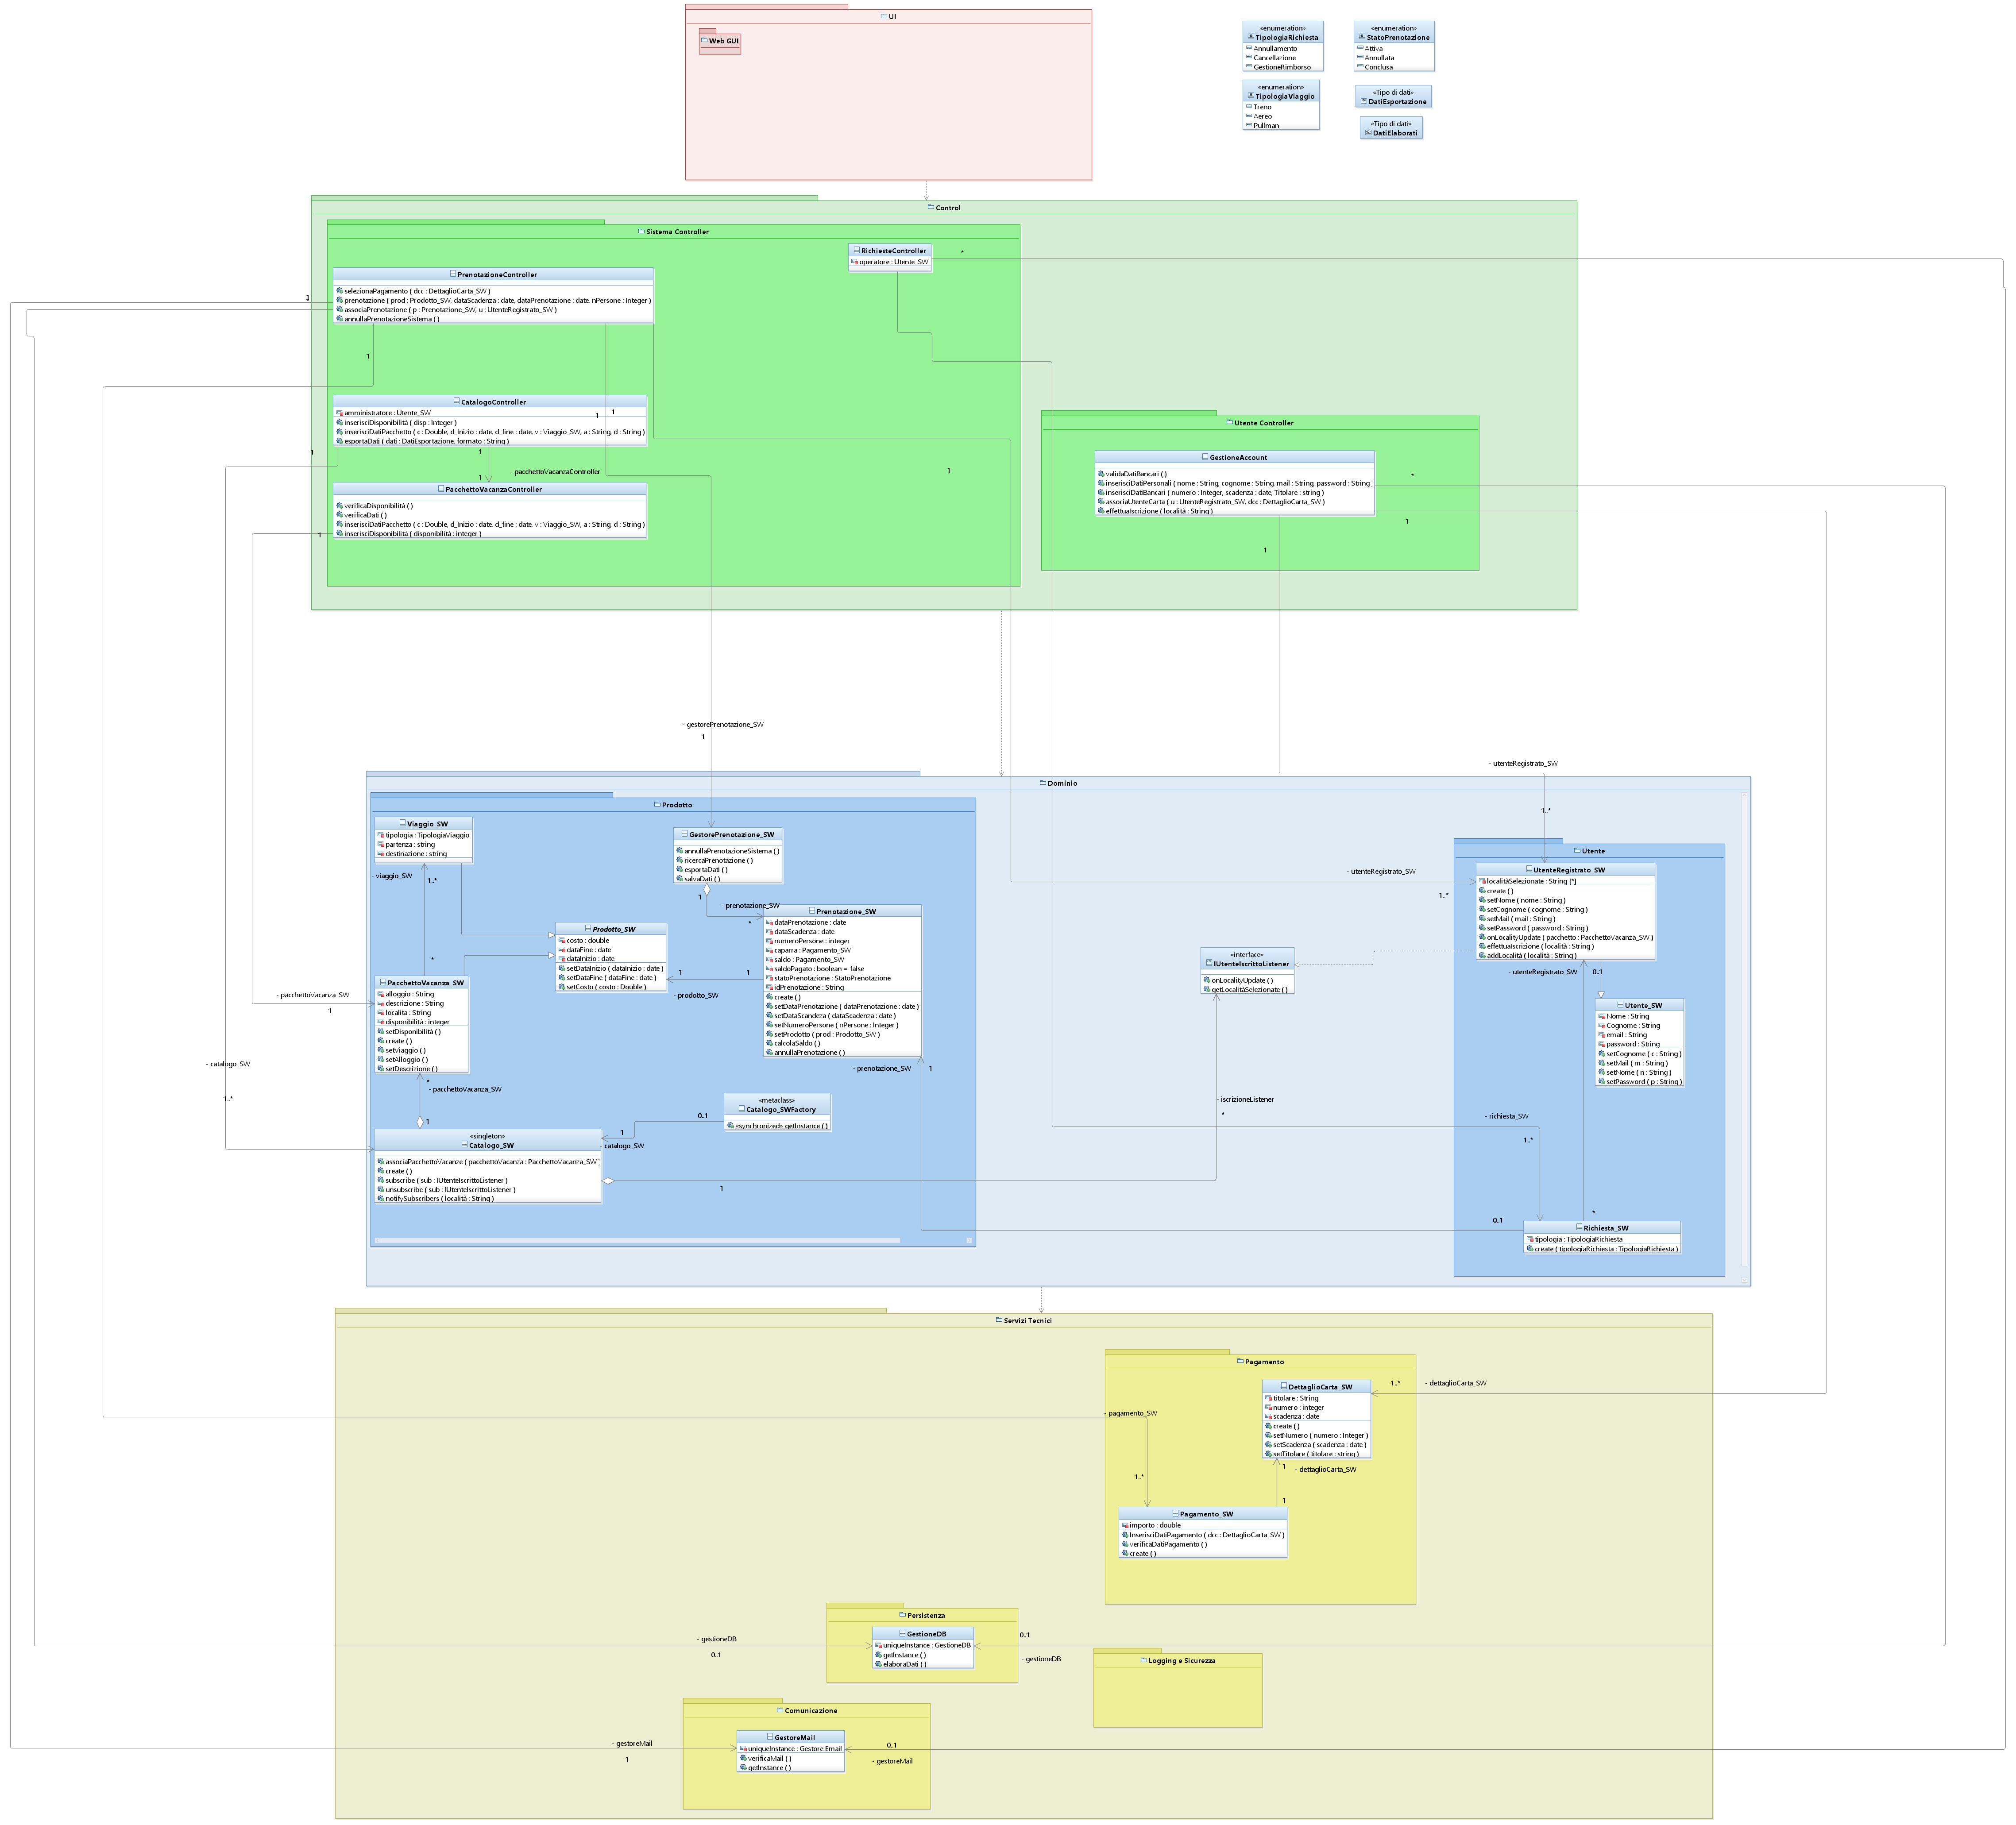 UI
Web GUI
«enumeration»
TipologiaRichiesta
Annullamento
Cancellazione
GestioneRimborso
«enumeration»
StatoPrenotazione
Attiva
Annullata
Conclusa
«enumeration»
TipologiaViaggio
Treno
Aereo
Pullman
«Tipo di dati»
DatiEsportazione
«Tipo di dati»
DatiElaborati
Control
Sistema Controller
RichiesteController
operatore : Utente_SW
*
PrenotazioneController
selezionaPagamento ( dcc : DettaglioCarta_SW )
prenotazione ( prod : Prodotto_SW, dataScadenza : date, dataPrenotazione : date, nPersone : Integer )
associaPrenotazione ( p : Prenotazione_SW, u : UtenteRegistrato_SW )
annullaPrenotazioneSistema ( )
1
CatalogoController
amministratore : Utente_SW
inserisciDisponibilità ( disp : Integer )
inserisciDatiPacchetto ( c : Double, d_Inizio : date, d_fine : date, v : Viaggio_SW, a : String, d : String )
esportaDati ( dati : DatiEsportazione, formato : String )
1
1
1
1
1
1
- pacchettoVacanzaController
1
PacchettoVacanzaController
verificaDisponibilità ( )
verificaDati ( )
inserisciDatiPacchetto ( c : Double, d_Inizio : date, d_fine : date, v : Viaggio_SW, a : String, d : String )
inserisciDisponibilità ( disponibilità : integer )
1
Utente Controller
GestioneAccount
validaDatiBancari ( )
inserisciDatiPersonali ( nome : String, cognome : String, mail : String, password : String )
inserisciDatiBancari ( numero : Integer, scadenza : date, Titolare : string )
associaUtenteCarta ( u : UtenteRegistrato_SW, dcc : DettaglioCarta_SW )
effettuaIscrizione ( località : String )
*
1
1
- gestorePrenotazione_SW
1
- utenteRegistrato_SW
1..*
Dominio
Prodotto
Viaggio_SW
tipologia : TipologiaViaggio
partenza : string
destinazione : string
- viaggio_SW
1..*
*
GestorePrenotazione_SW
annullaPrenotazioneSistema ( )
ricercaPrenotazione ( )
esportaDati ( )
salvaDati ( )
1
- prenotazione_SW
*
Prodotto_SW
costo : double
dataFine : date
dataInizio : date
setDataInizio ( dataInizio : date )
setDataFine ( dataFine : date )
setCosto ( costo : Double )
1
1
- prodotto_SW
Prenotazione_SW
dataPrenotazione : date
dataScadenza : date
numeroPersone : integer
caparra : Pagamento_SW
saldo : Pagamento_SW
saldoPagato : boolean = false
statoPrenotazione : StatoPrenotazione
idPrenotazione : String
create ( )
setDataPrenotazione ( dataPrenotazione : date )
setDataScandeza ( dataScadenza : date )
setNumeroPersone ( nPersone : Integer )
setProdotto ( prod : Prodotto_SW )
calcolaSaldo ( )
annullaPrenotazione ( )
- prenotazione_SW
1
PacchettoVacanza_SW
alloggio : String
descrizione : String
localita : String
disponibilità : integer
setDisponibilità ( )
create ( )
setViaggio ( )
setAlloggio ( )
setDescrizione ( )
- pacchettoVacanza_SW
1
*
- pacchettoVacanza_SW
1
- catalogo_SW
1..*
«metaclass»
Catalogo_SWFactory
«synchronized» getInstance ( )
0..1
1
- catalogo_SW
«singleton»
Catalogo_SW
associaPacchettoVacanze ( pacchettoVacanza : PacchettoVacanza_SW )
create ( )
subscribe ( sub : IUtenteIscrittoListener )
unsubscribe ( sub : IUtenteIscrittoListener )
notifySubscribers ( località : String )
1
«interface»
IUtenteIscrittoListener
onLocalityUpdate ( )
getLocalitàSelezionate ( )
- iscrizioneListener
*
- utenteRegistrato_SW
1..*
Utente
UtenteRegistrato_SW
localitàSelezionate : String [*]
create ( )
setNome ( nome : String )
setCognome ( cognome : String )
setMail ( mail : String )
setPassword ( password : String )
onLocalityUpdate ( pacchetto : PacchettoVacanza_SW )
effettuaIscrizione ( località : String )
addLocalità ( località : String )
- utenteRegistrato_SW
0..1
Utente_SW
Nome : String
Cognome : String
email : String
password : String
setCognome ( c : String )
setMail ( m : String )
setNome ( n : String )
setPassword ( p : String )
- richiesta_SW
1..*
*
0..1
Richiesta_SW
tipologia : TipologiaRichiesta
create ( tipologiaRichiesta : TipologiaRichiesta )
Servizi Tecnici
Pagamento
DettaglioCarta_SW
titolare : String
numero : integer
scadenza : date
create ( )
setNumero ( numero : Integer )
setScadenza ( scadenza : date )
setTitolare ( titolare : string )
1..*
- dettaglioCarta_SW
1
- dettaglioCarta_SW
1
- pagamento_SW
1..*
Pagamento_SW
importo : double
InserisciDatiPagamento ( dcc : DettaglioCarta_SW )
verificaDatiPagamento ( )
create ( )
Persistenza
GestioneDB
uniqueInstance : GestioneDB
getInstance ( )
elaboraDati ( )
- gestioneDB
0..1
0..1
- gestioneDB
Logging e Sicurezza
Comunicazione
GestoreMail
uniqueInstance : Gestore Email
verificaMail ( )
getInstance ( )
- gestoreMail
1
0..1
- gestoreMail